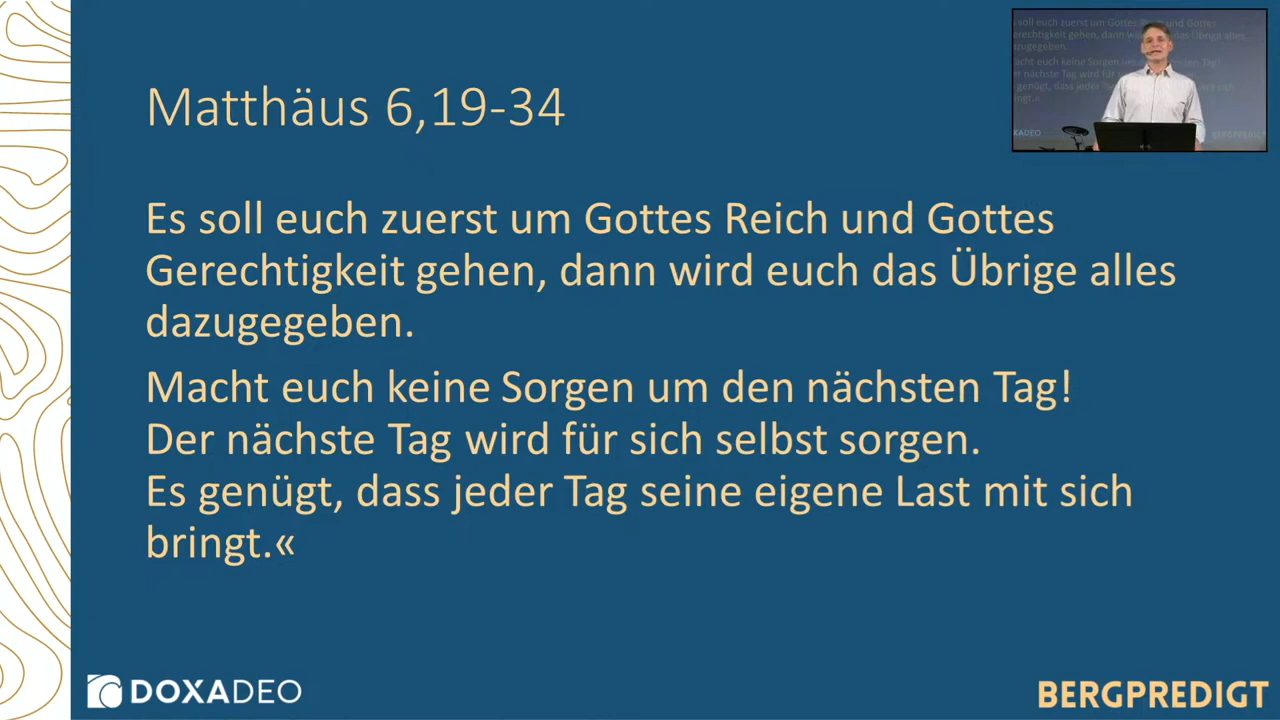 Matthäus 6,19-34
Es soll euch zuerst um Gottes Reich und Gottes
Gerechtigkeit gehen, dann wird euch das Übrige alles
dazugegeben.
Macht euch keine Sorgen um den nächsten Tag!
Der nächste Tag wird für sich selbst sorgen.
Es genügt, dass jeder Tag seine eigene Last mit sich
bringt.«
DOXADEO
BERGPREDIGT